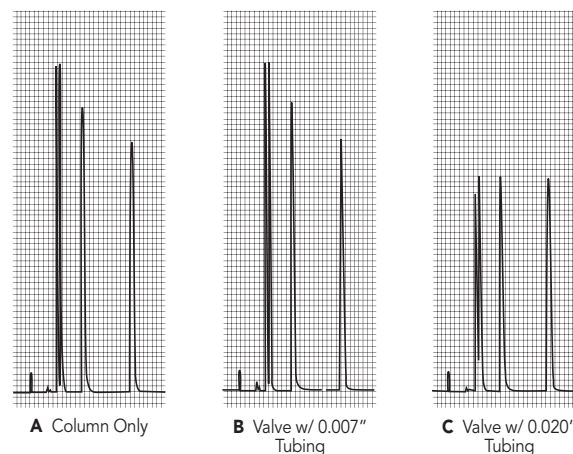 A Column Only
B Valve w/ 0.007"
Tubing
C Valve w/ 0.020"
Tubing